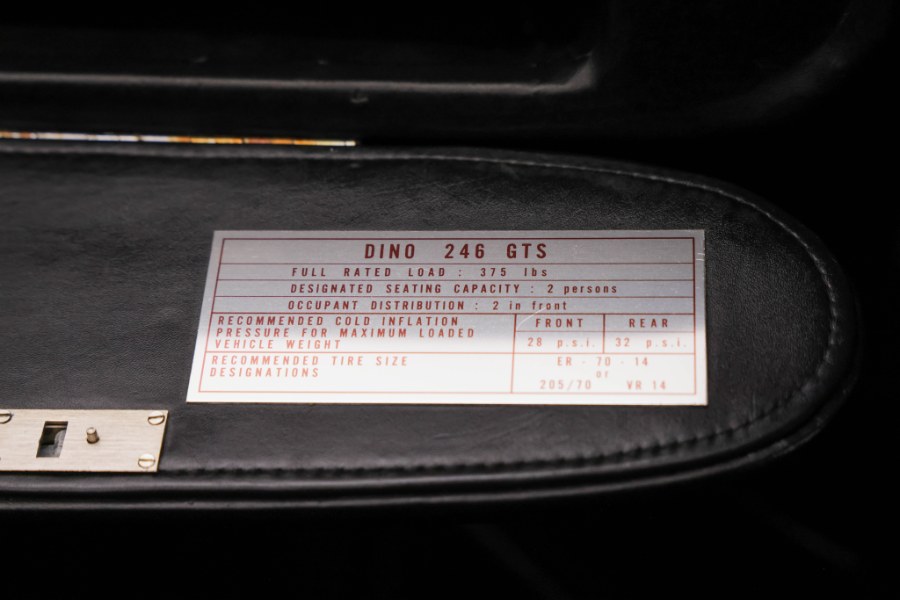 DINO 246 GTS
FULL RATED LOAD : 375 lbs
DESIGNATED SEATING CAPACITY : 2 persons
OCCUPANT DISTRIBUTION : 2 in front
RECOMMENDED COLD INFLATION
PRESSURE FOR MAXIMUM LOADED
VEHICLE WEIGHT
FRONT REAR
28 p.s.i. 32 p.s.i.
RECOMMENDED TIRE SIZE
DESIGNATIONS
ER - 70 - 14
or
205/70 VR 14